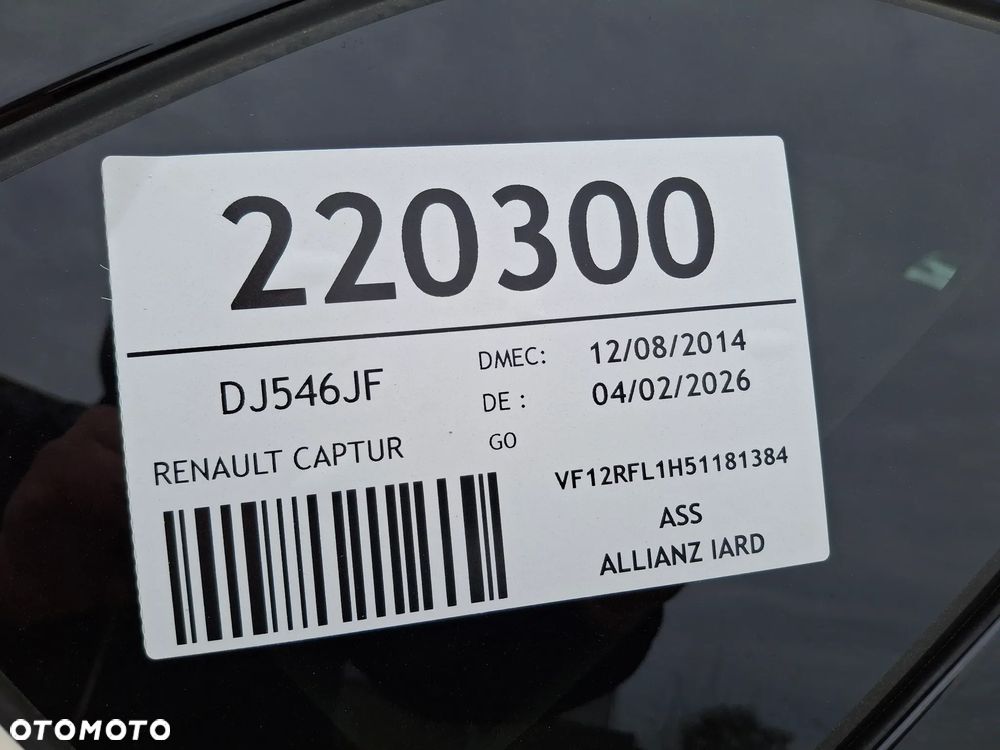 220300
DJ546JF
DMEC: 12/08/2014
DE : 04/02/2026
RENAULT CAPTUR
GO
VF12RFL1H51181384
ASS
ALLIANZ IARD
OTOMOTO